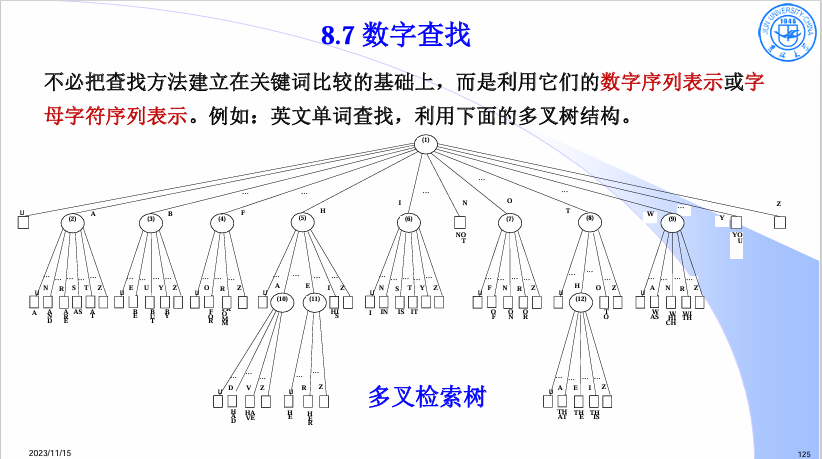 8.7 数字查找
JILIN UNIVERSITY·CHINA
1946
不必把查找方法建立在关键词比较的基础上，而是利用它们的数字序列表示或字
母字符序列表示。例如：英文单词查找，利用下面的多叉树结构。
(1)
… … … … … …
⊔ A B F H I N O T W Y Z
(2) (3) (4) (5) (6) (7) (8) (9)
NOT YOU
⊔ N R S T Z
⊔ E U Y Z
⊔ O R Z
⊔ A E I Z
⊔ N S T Y Z
⊔ F N R Z
⊔ H O Z
⊔ A N R Z
A AND ARE AS AT
BE BUT BY
FOR FROMM
(10) (11) HIS
I IN IS IT
OF ON OR
(12) TO
WAS WHICH WITH
⊔ D V Z
⊔ R Z
⊔ A E I Z
HAD HAVE
HE HER
THAT THE THIS
多叉检索树
2023/11/15
125